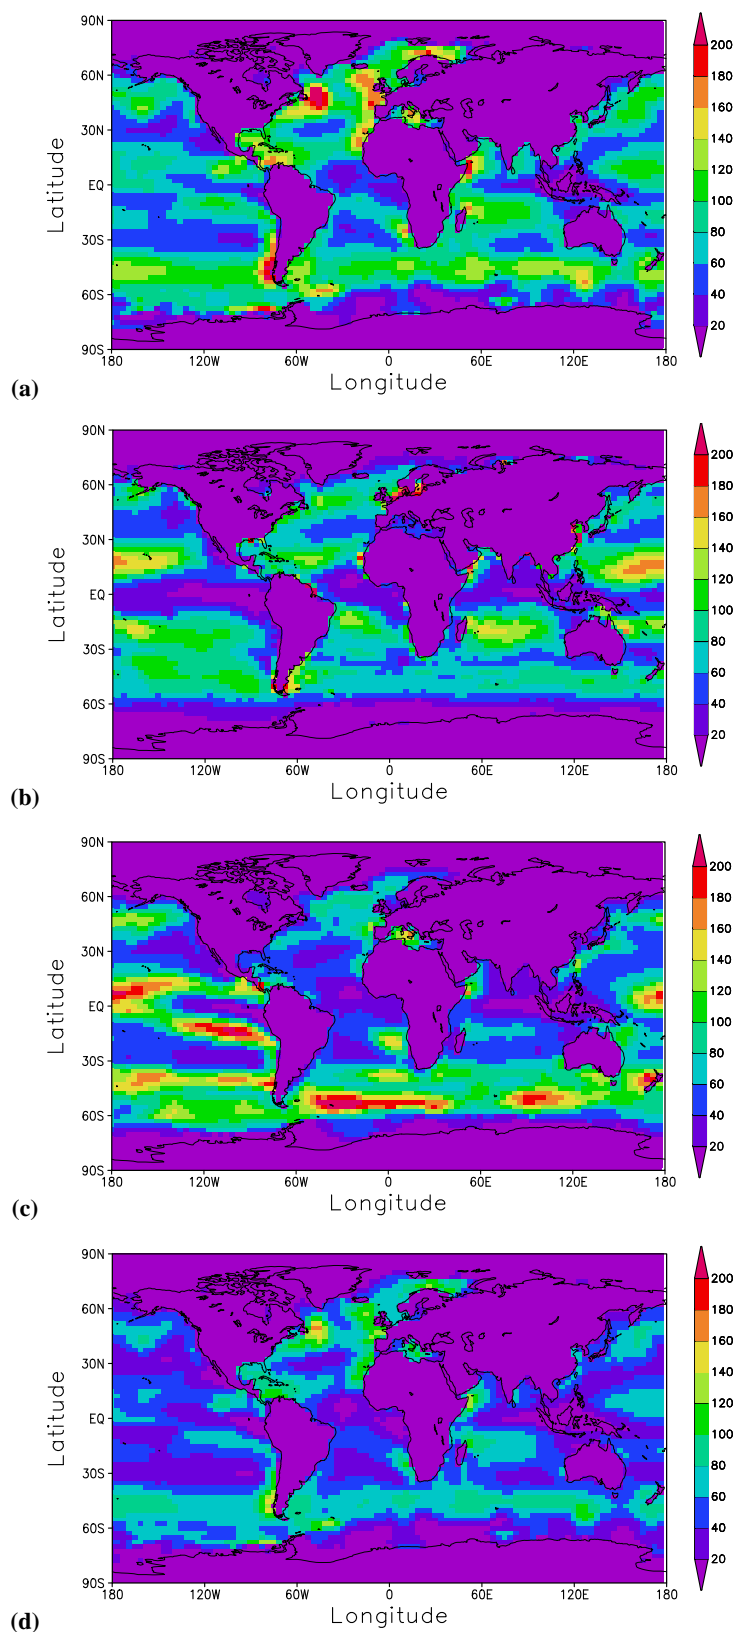 90N
60N
30N
EQ
30S
60S
90S
180
120W
60W
0
60E
120E
180
Latitude
Longitude
200
180
160
140
120
100
80
60
40
20
(a)
90N
60N
30N
EQ
30S
60S
90S
180
120W
60W
0
60E
120E
180
Latitude
Longitude
200
180
160
140
120
100
80
60
40
20
(b)
90N
60N
30N
EQ
30S
60S
90S
180
120W
60W
0
60E
120E
180
Latitude
Longitude
200
180
160
140
120
100
80
60
40
20
(c)
90N
60N
30N
EQ
30S
60S
90S
180
120W
60W
0
60E
120E
180
Latitude
Longitude
200
180
160
140
120
100
80
60
40
20
(d)